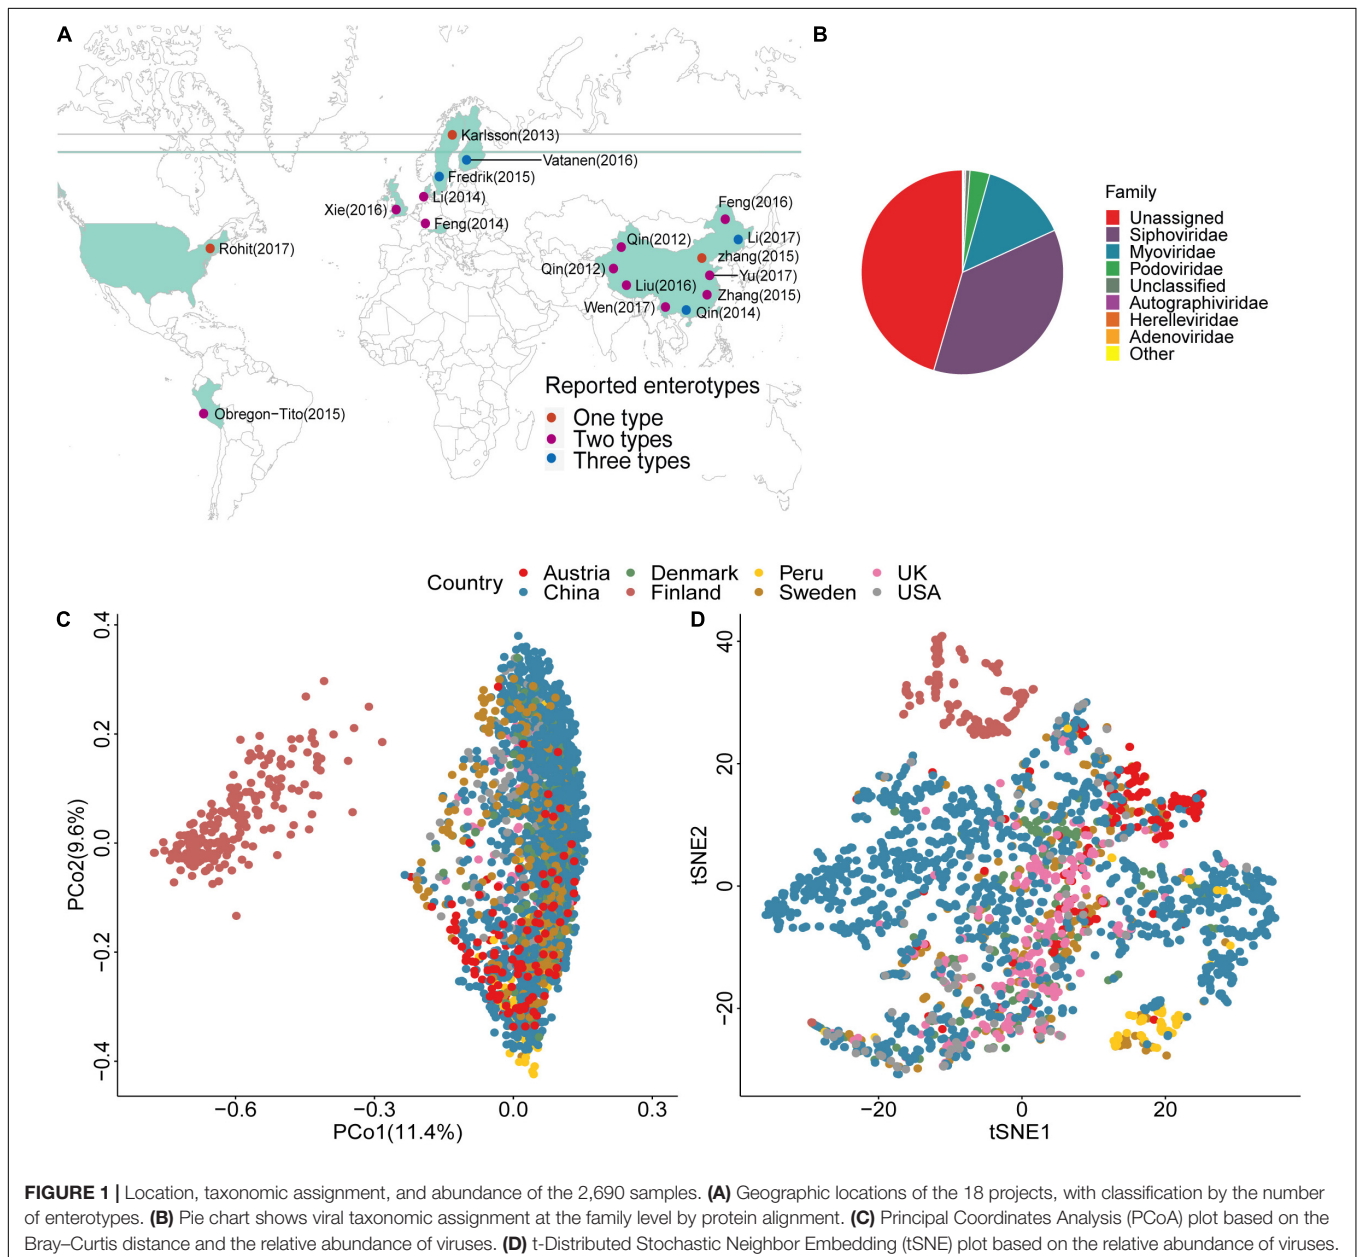 A
Karlsson(2013)
Vatanen(2016)
Fredrik(2015)
Li(2014)
Xie(2016)
Feng(2014)
Rohit(2017)
Feng(2016)
Qin(2012)
Li(2017)
zhang(2015)
Qin(2012)
Yu(2017)
Liu(2016)
Zhang(2015)
Wen(2017)
Qin(2014)
Obregon−Tito(2015)
Reported enterotypes
One type
Two types
Three types
B
Family
Unassigned
Siphoviridae
Myoviridae
Podoviridae
Unclassified
Autographiviridae
Herelleviridae
Adenoviridae
Other
Country
Austria
Denmark
Peru
UK
China
Finland
Sweden
USA
C
0.4
0.2
0.0
−0.2
−0.4
PCo2(9.6%)
−0.6
−0.3
0.0
0.3
PCo1(11.4%)
D
40
20
0
−20
tSNE2
−20
0
20
tSNE1
FIGURE 1 | Location, taxonomic assignment, and abundance of the 2,690 samples. (A) Geographic locations of the 18 projects, with classification by the number
of enterotypes. (B) Pie chart shows viral taxonomic assignment at the family level by protein alignment. (C) Principal Coordinates Analysis (PCoA) plot based on the
Bray–Curtis distance and the relative abundance of viruses. (D) t-Distributed Stochastic Neighbor Embedding (tSNE) plot based on the relative abundance of viruses.